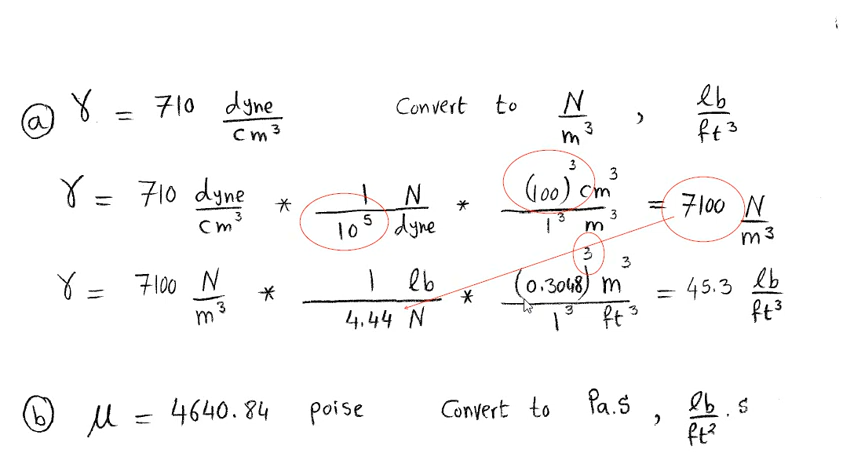 ⓐ γ = 710 dyne/cm³ Convert to N/m³ , lb/ft³
γ = 710 dyne/cm³ * 1 N/10⁵ dyne * (100)³ cm³/1³ m³ = 7100 N/m³
γ = 7100 N/m³ * 1 lb/4.44 N * (0.3048)³ m³/1³ ft³ = 45.3 lb/ft³
ⓑ μ = 4640.84 poise Convert to Pa.S , lb/ft² . s